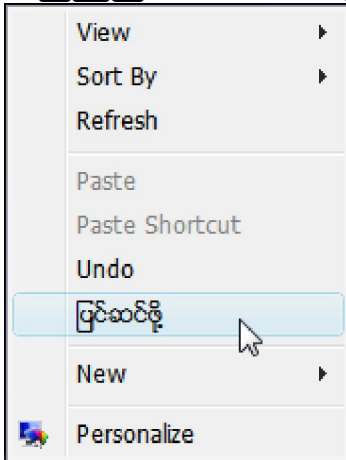 View
Sort By
Refresh
Paste
Paste Shortcut
Undo
ပြင်ဆင်ဖို့
New
Personalize